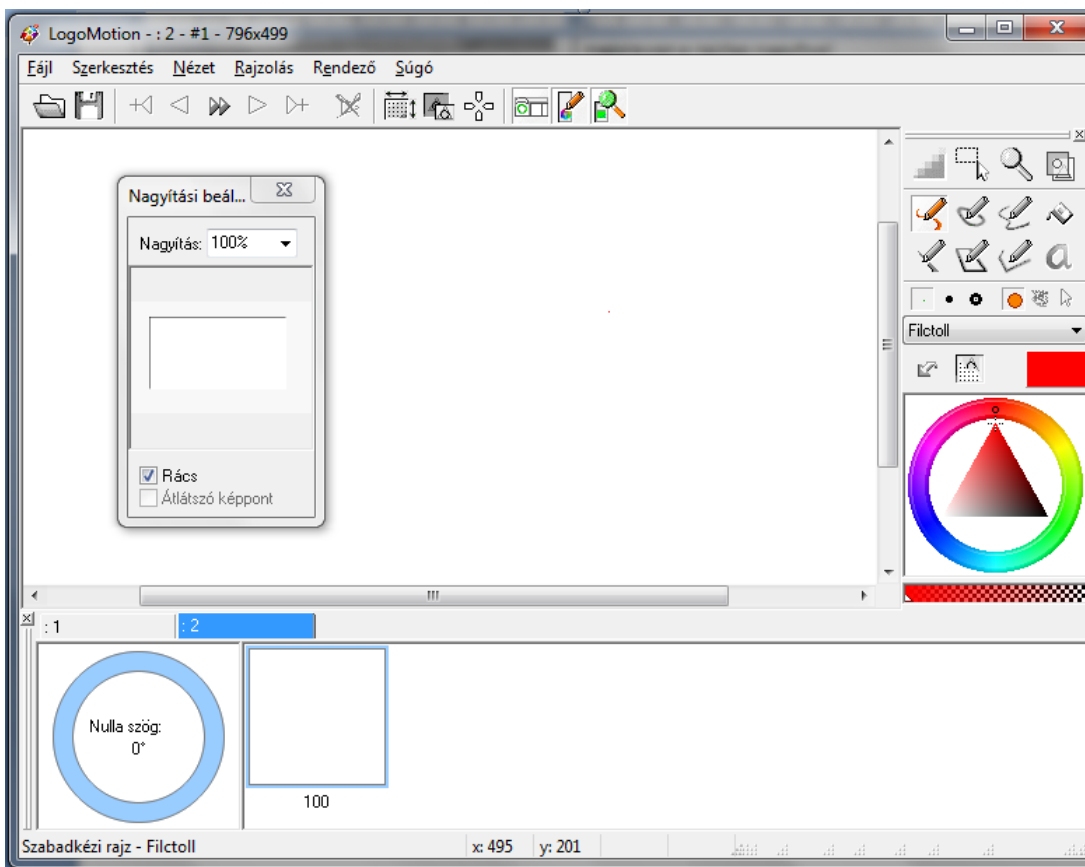 LogoMotion - : 2 - #1 - 796x499
Fájl Szerkesztés Nézet Rajzolás Rendező Súgó
Nagyítási beál...
Nagyítás: 100%
Rács
Átlátszó képpont
Filctoll
: 1 : 2
Nulla szög:
0°
100
Szabadkézi rajz - Filctoll x: 495 y: 201